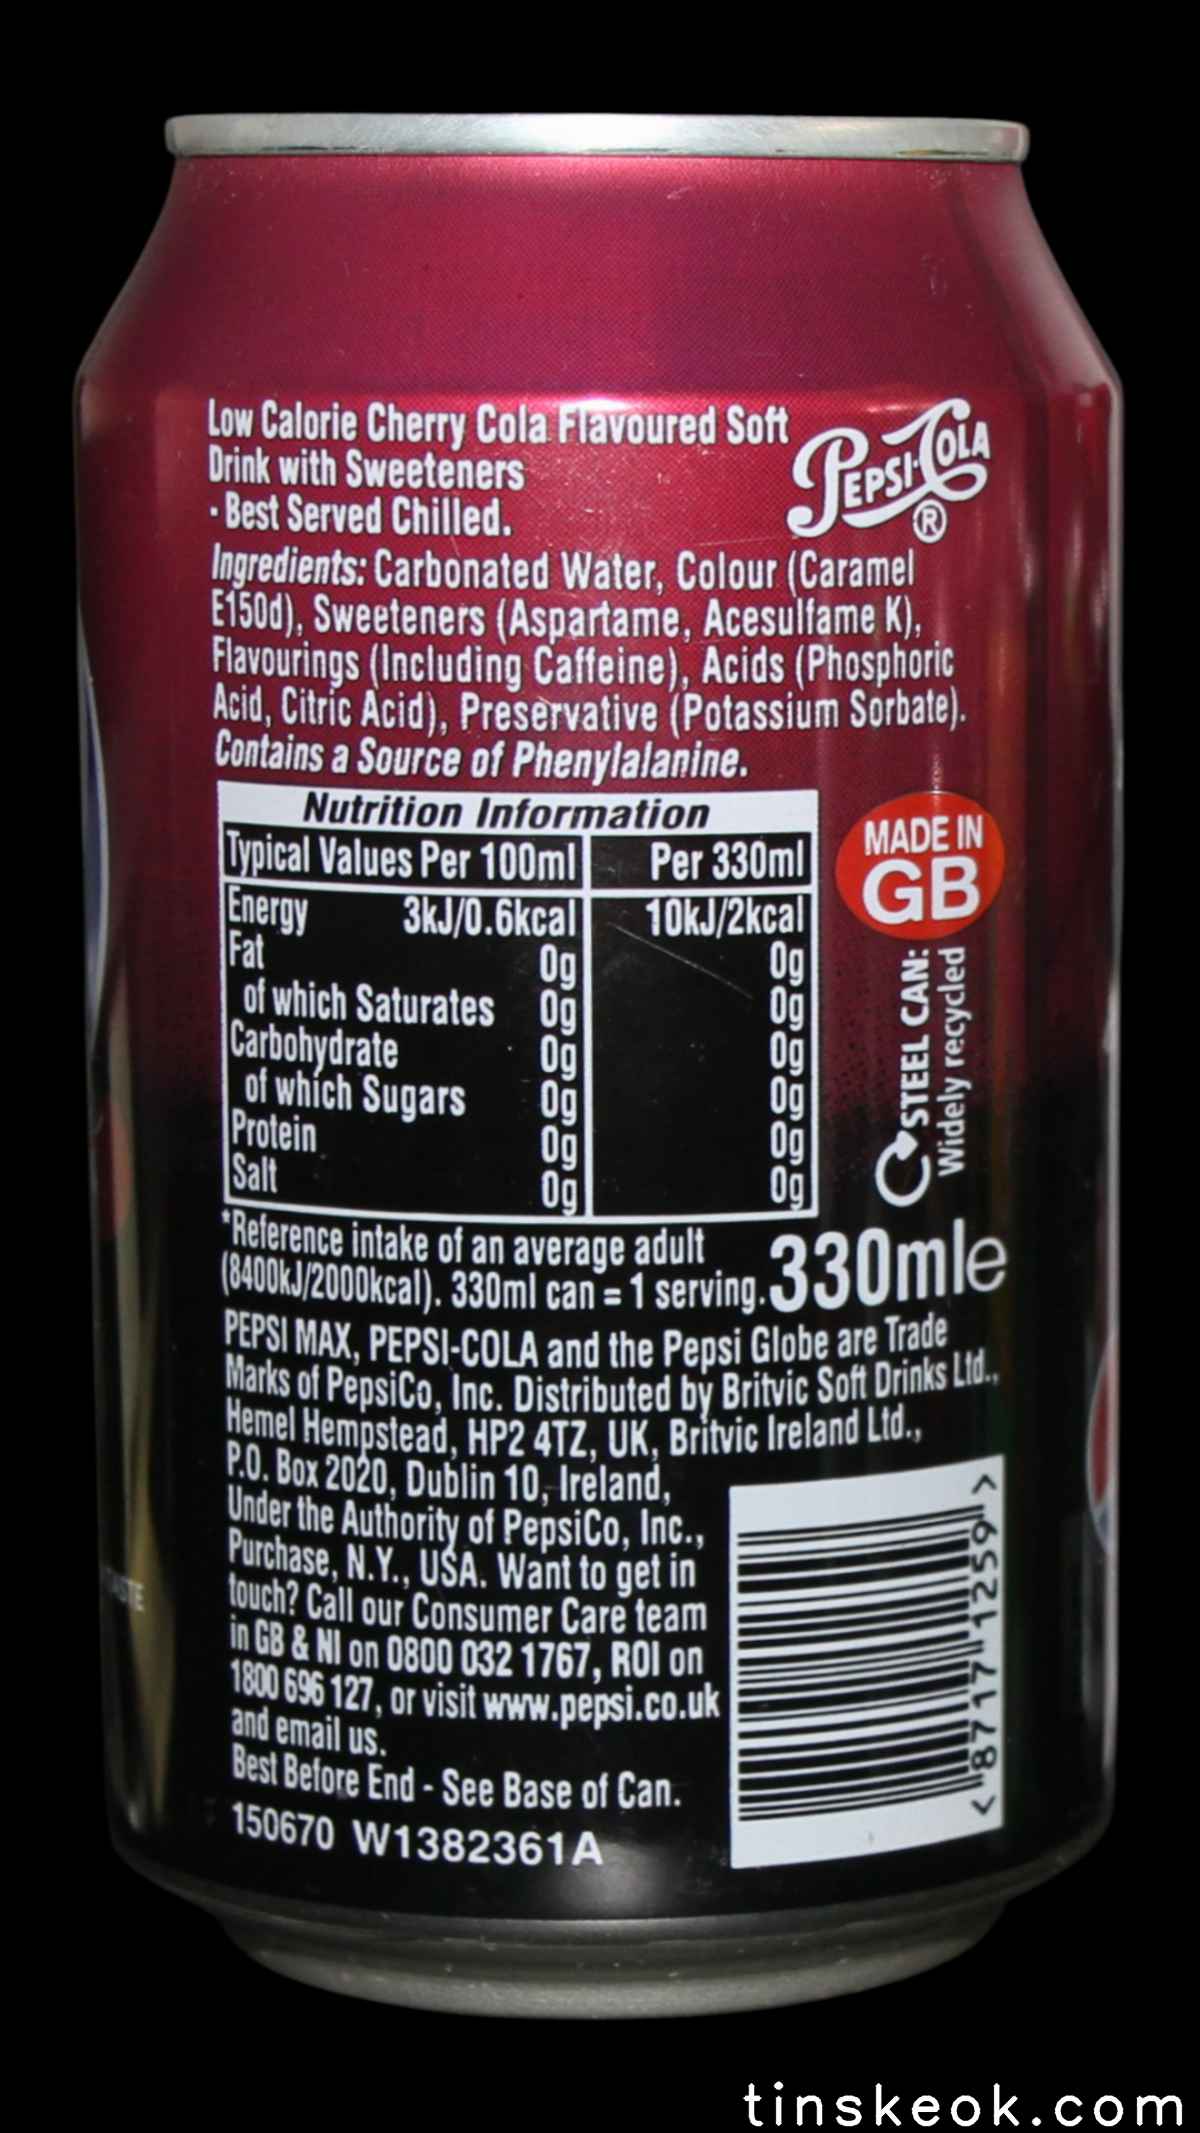 Low Calorie Cherry Cola Flavoured Soft
Drink with Sweeteners
- Best Served Chilled.
PEPSI-COLA
®
Ingredients: Carbonated Water, Colour (Caramel
E150d), Sweeteners (Aspartame, Acesulfame K),
Flavourings (Including Caffeine), Acids (Phosphoric
Acid, Citric Acid), Preservative (Potassium Sorbate).
Contains a Source of Phenylalanine.
Nutrition Information
Typical Values Per 100ml Per 330ml
Energy 3kJ/0.6kcal 10kJ/2kcal
Fat 0g 0g
of which Saturates 0g 0g
Carbohydrate 0g 0g
of which Sugars 0g 0g
Protein 0g 0g
Salt 0g 0g
MADE IN
GB
STEEL CAN:
Widely recycled
*Reference intake of an average adult
(8400kJ/2000kcal). 330ml can = 1 serving.
330mle
PEPSI MAX, PEPSI-COLA and the Pepsi Globe are Trade
Marks of PepsiCo, Inc. Distributed by Britvic Soft Drinks Ltd.,
Hemel Hempstead, HP2 4TZ, UK, Britvic Ireland Ltd.,
P.O. Box 2020, Dublin 10, Ireland,
Under the Authority of PepsiCo, Inc.,
Purchase, N.Y., USA. Want to get in
touch? Call our Consumer Care team
in GB & NI on 0800 032 1767, ROI on
1800 696 127, or visit www.pepsi.co.uk
and email us.
Best Before End - See Base of Can.
150670 W1382361A
<87171259>
TASTE
tinskeok.com